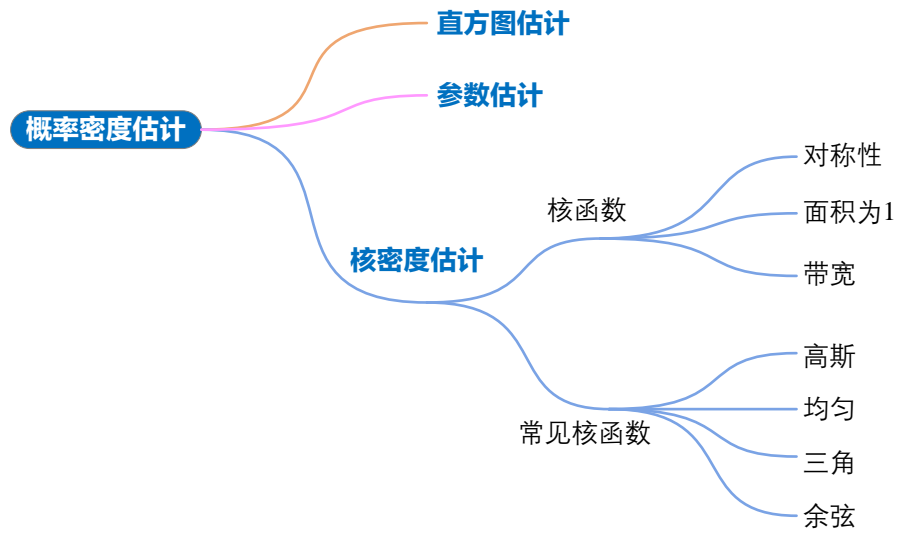 直方图估计
参数估计
概率密度估计
核密度估计
核函数
对称性
面积为1
带宽
常见核函数
高斯
均匀
三角
余弦